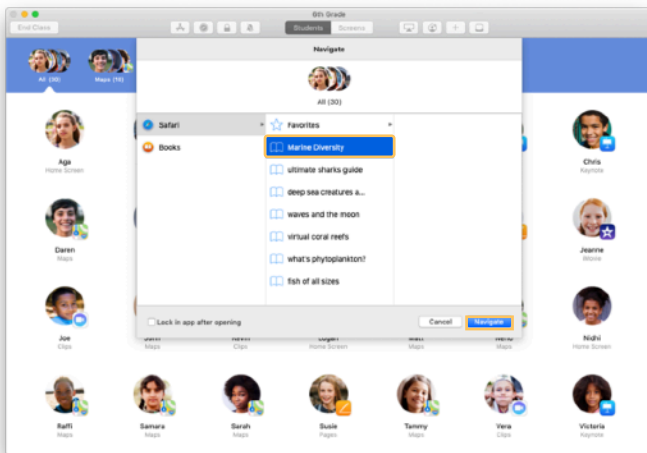 6th Grade
End Class
Students Screens
Navigate
All (30) Maps (10)
All (30)
Safari
Books
Favorites
Marine Diversity
ultimate sharks guide
deep sea creatures a...
waves and the moon
virtual coral reefs
what's phytoplankton?
fish of all sizes
Lock in app after opening
Cancel Navigate
Aga
Home Screen
Chris
Keynote
Daren
Maps
Jeanne
iMovie
Joe
Clips
John
Maps
Kevin
Clips
Logan
Home Screen
Matt
Maps
Maps
Nidhi
Home Screen
Raffi
Maps
Samara
Maps
Sarah
Maps
Susie
Pages
Tammy
Maps
Vera
Clips
Victoria
Keynote